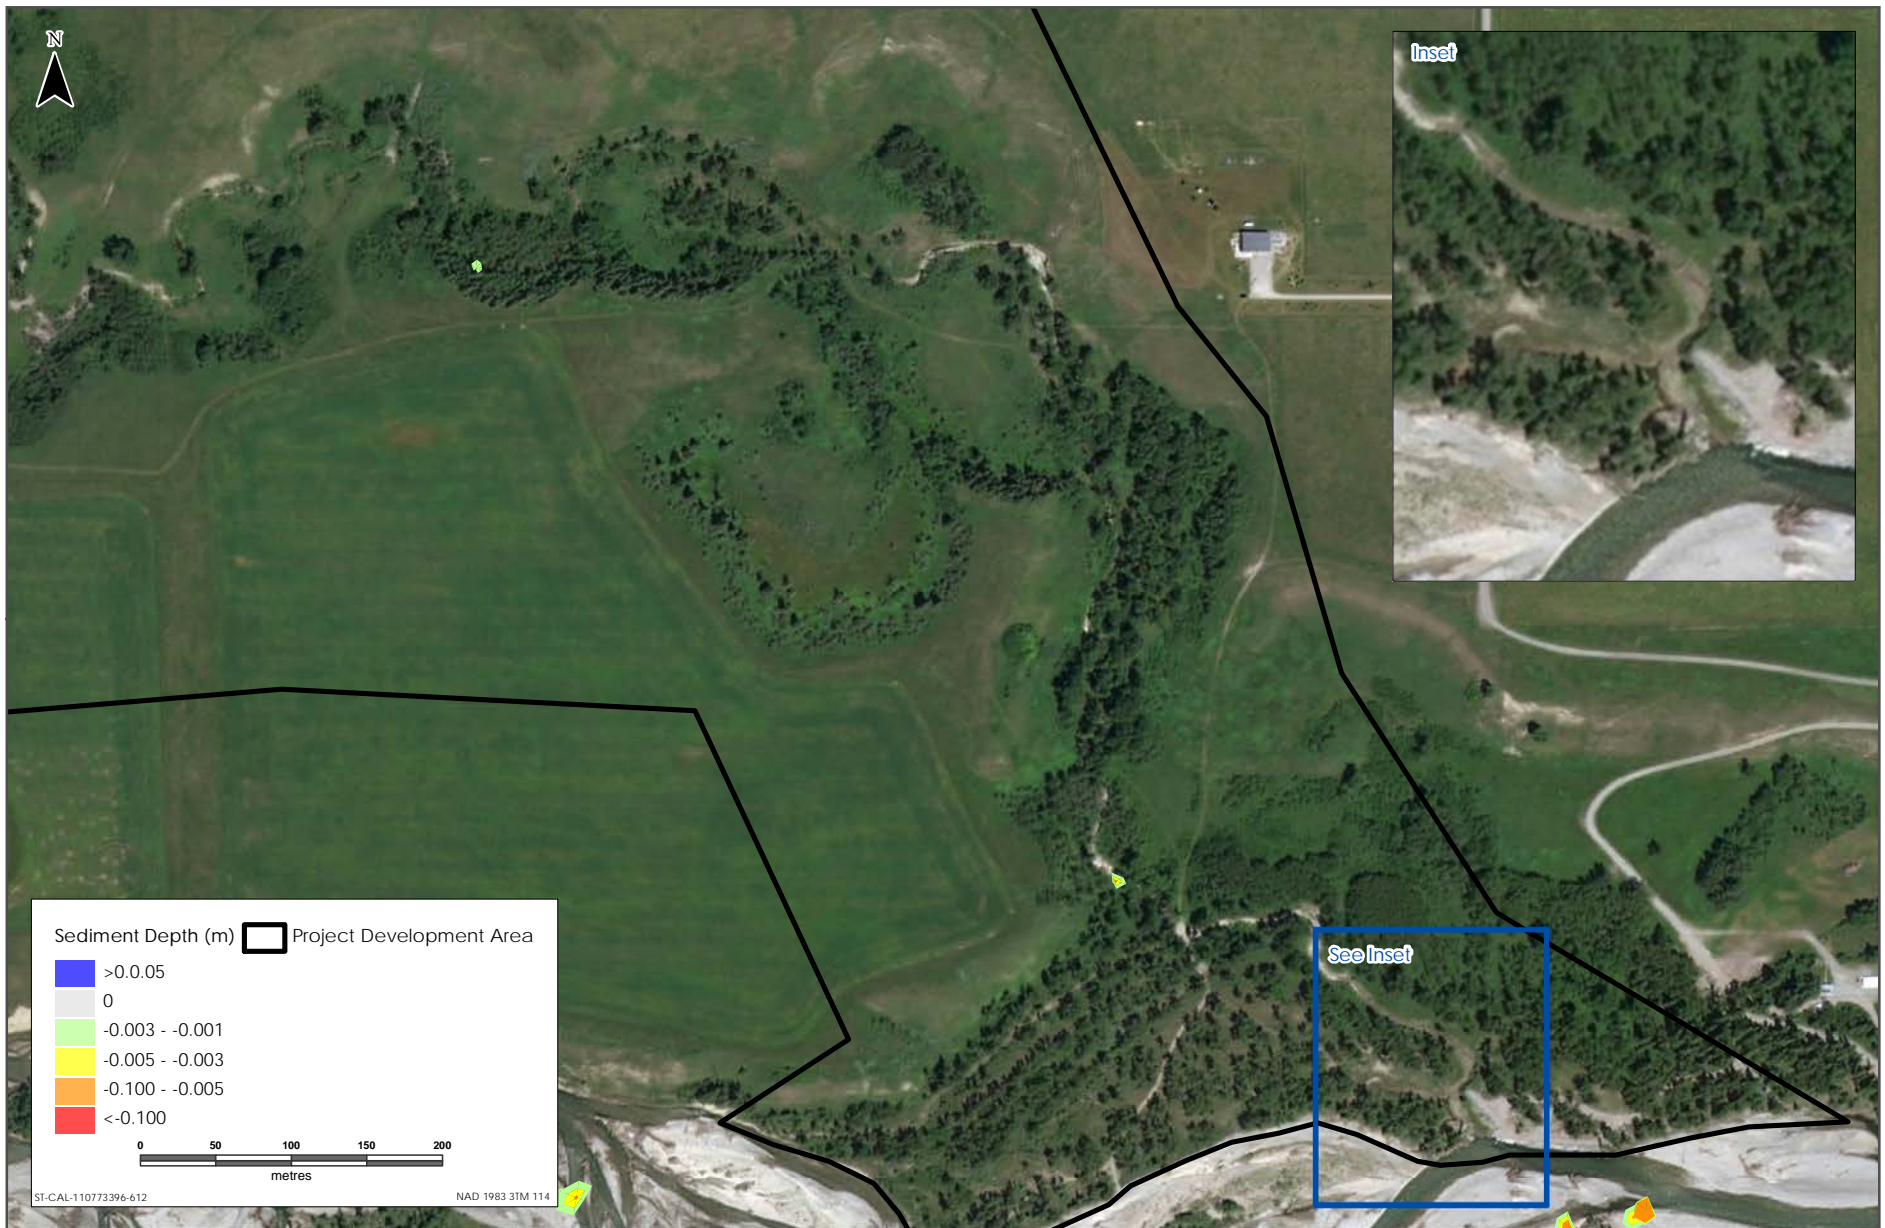 N
Inset
See Inset
Sediment Depth (m) Project Development Area
>0.0.05
0
-0.003 - -0.001
-0.005 - -0.003
-0.100 - -0.005
<-0.100
0 50 100 150 200
metres
ST-CAL-110773396-612 NAD 1983 3TM 114